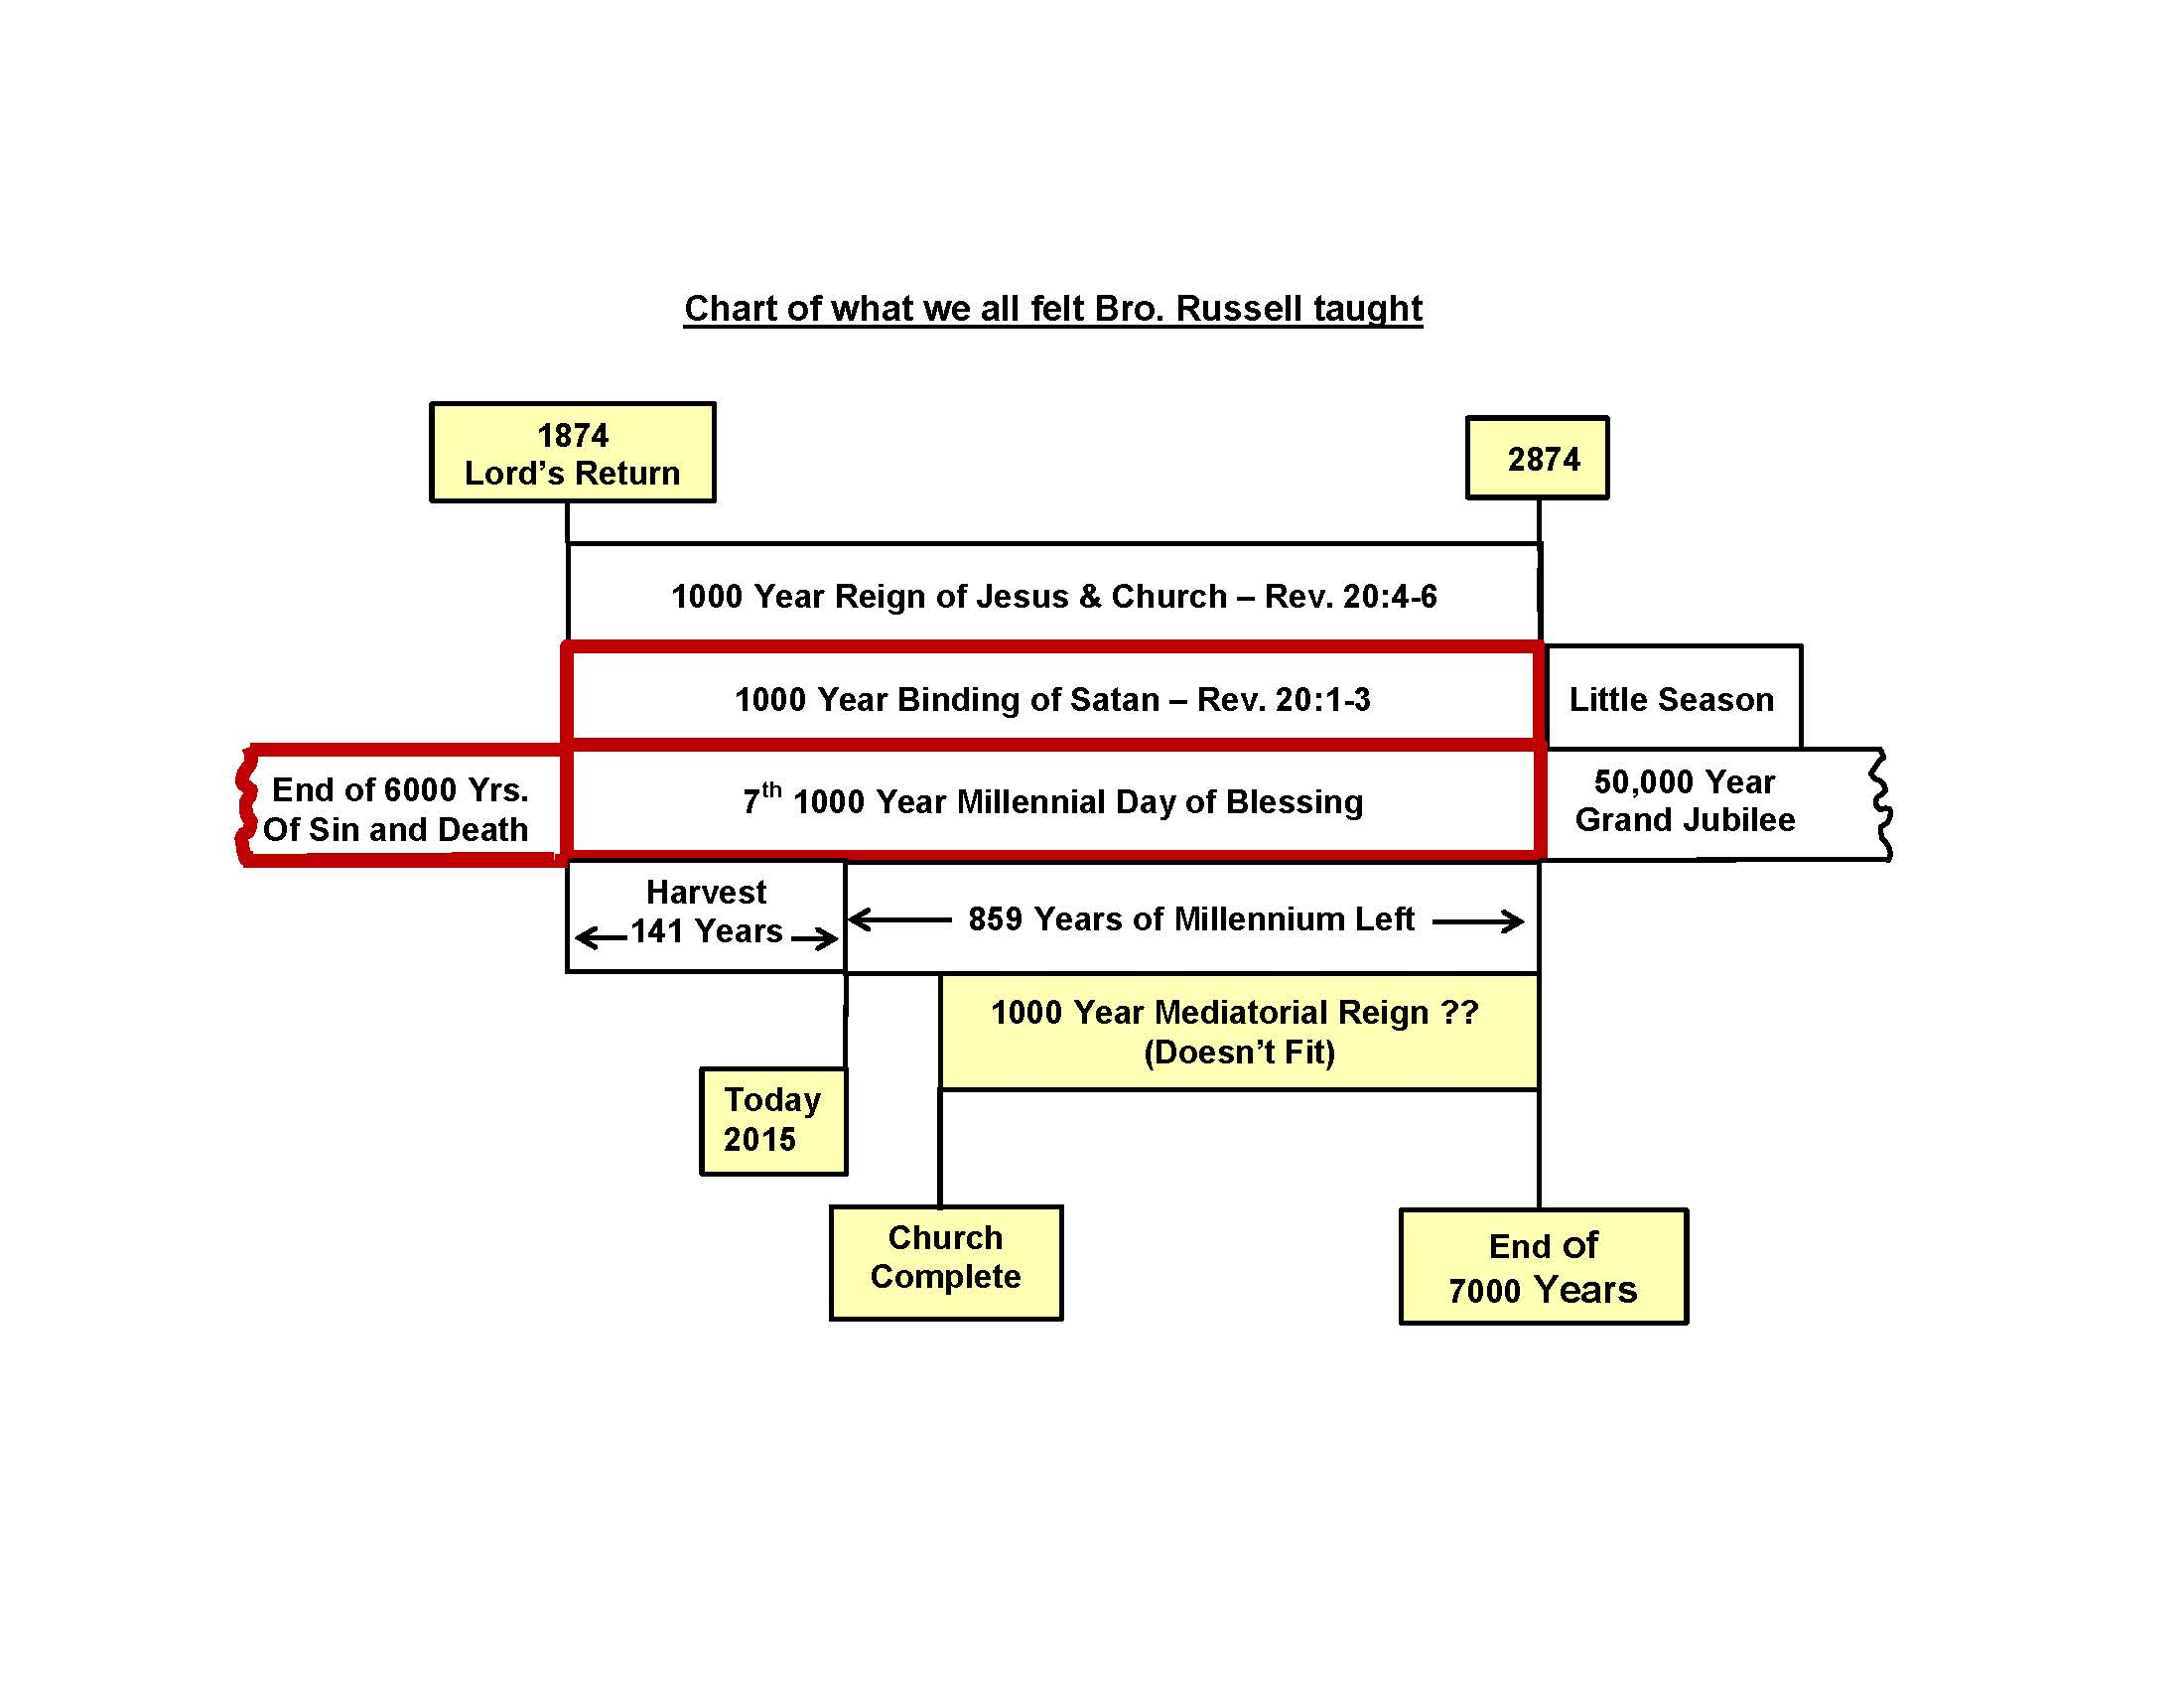 Chart of what we all felt Bro. Russell taught
1874
Lord’s Return
2874
1000 Year Reign of Jesus & Church – Rev. 20:4-6
1000 Year Binding of Satan – Rev. 20:1-3
Little Season
End of 6000 Yrs.
Of Sin and Death
7th 1000 Year Millennial Day of Blessing
50,000 Year
Grand Jubilee
Harvest
141 Years
859 Years of Millennium Left
1000 Year Mediatorial Reign ??
(Doesn’t Fit)
Today
2015
Church
Complete
End of
7000 Years